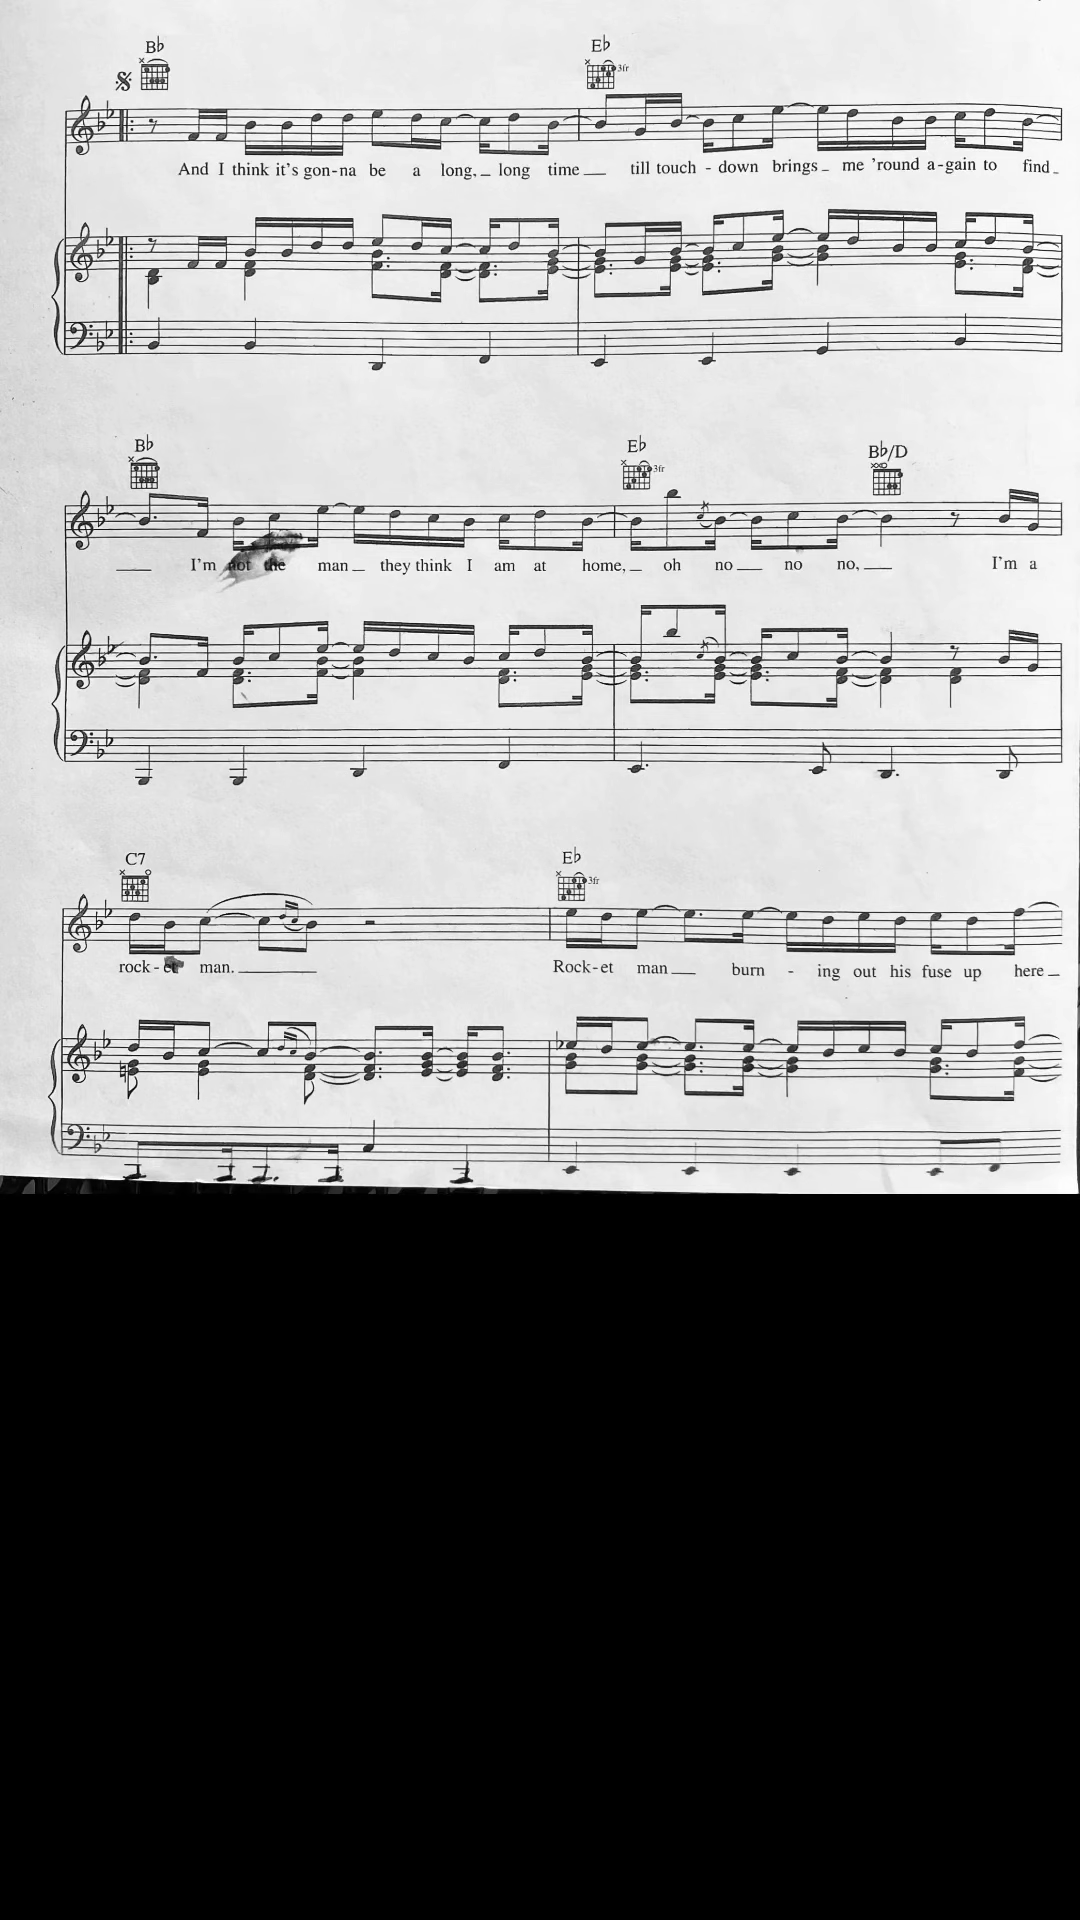 B♭ E♭
3fr
And I think it's gon-na be a long, long time till touch-down brings me 'round a-gain to find
B♭ E♭ B♭/D
3fr
I'm not the man they think I am at home, oh no no no, I'm a
C7 E♭
3fr
rock-et man. Rock-et man burn-ing out his fuse up here